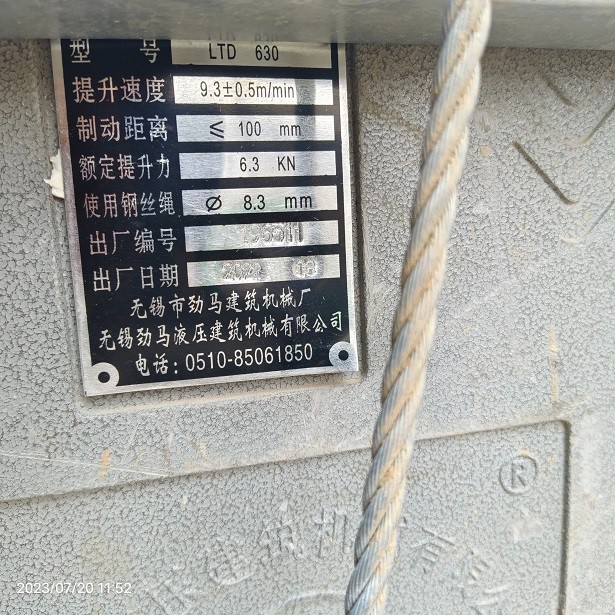 型 号 LTD 630
提升速度 9.3±0.5m/min
制动距离 ≤ 100 mm
额定提升力 6.3 KN
使用钢丝绳 Ø 8.3 mm
出厂编号
出厂日期
无锡市劲马建筑机械厂
无锡劲马液压建筑机械有限公司
电话：0510-85061850
®
建筑机 有
2023/07/20 11:52